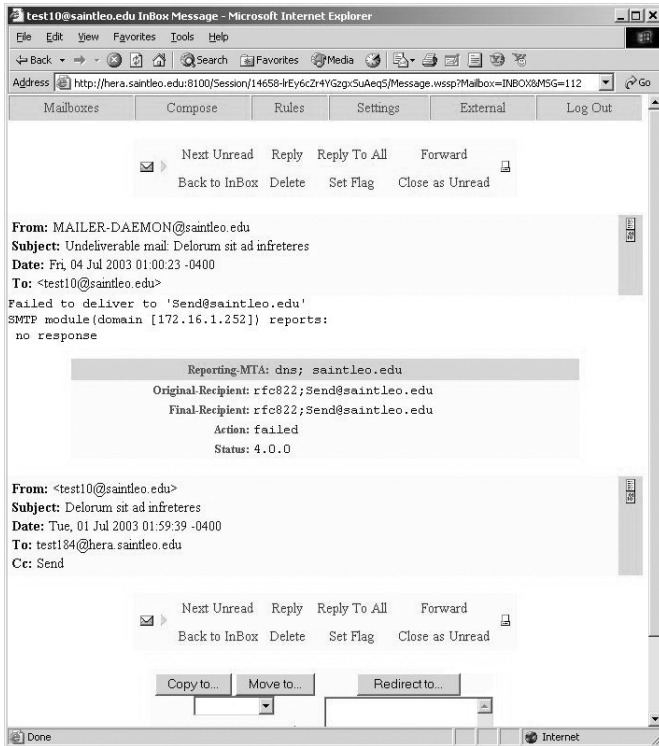 test10@saintleo.edu InBox Message - Microsoft Internet Explorer
File Edit View Favorites Tools Help
Back Search Favorites Media
Address http://hera.saintleo.edu:8100/Session/14658-lrEy6cZr4YGzgxSuAeqS/Message.wssp?Mailbox=INBOX&MSG=112 Go
Mailboxes Compose Rules Settings External Log Out
Next Unread Reply Reply To All Forward
Back to InBox Delete Set Flag Close as Unread
From: MAILER-DAEMON@saintleo.edu
Subject: Undeliverable mail: Delorum sit ad infreteres
Date: Fri, 04 Jul 2003 01:00:23 -0400
To: <test10@saintleo.edu>
Failed to deliver to 'Send@saintleo.edu'
SMTP module(domain [172.16.1.252]) reports:
no response
Reporting-MTA: dns; saintleo.edu
Original-Recipient: rfc822;Send@saintleo.edu
Final-Recipient: rfc822;Send@saintleo.edu
Action: failed
Status: 4.0.0
From: <test10@saintleo.edu>
Subject: Delorum sit ad infreteres
Date: Tue, 01 Jul 2003 01:59:39 -0400
To: test184@hera.saintleo.edu
Cc: Send
Next Unread Reply Reply To All Forward
Back to InBox Delete Set Flag Close as Unread
Copy to... Move to... Redirect to...
Done Internet